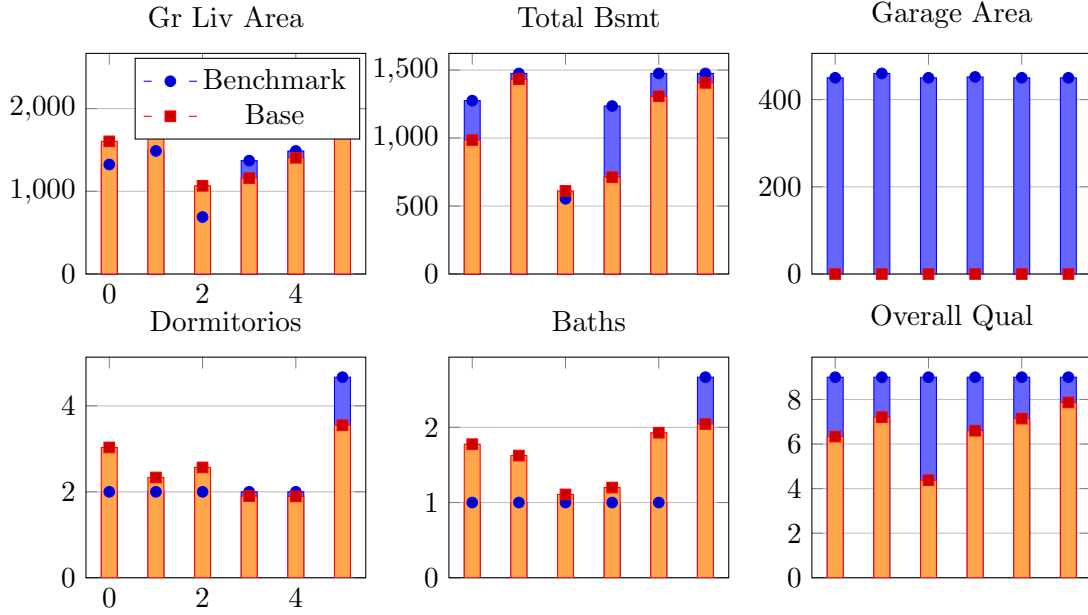 Gr Liv Area
Total Bsmt
Garage Area
Benchmark
Base
2,000
1,000
0
0 2 4
1,500
1,000
500
0
400
200
0
Dormitorios
Baths
Overall Qual
4
2
0
0 2 4
2
1
0
8
6
4
2
0